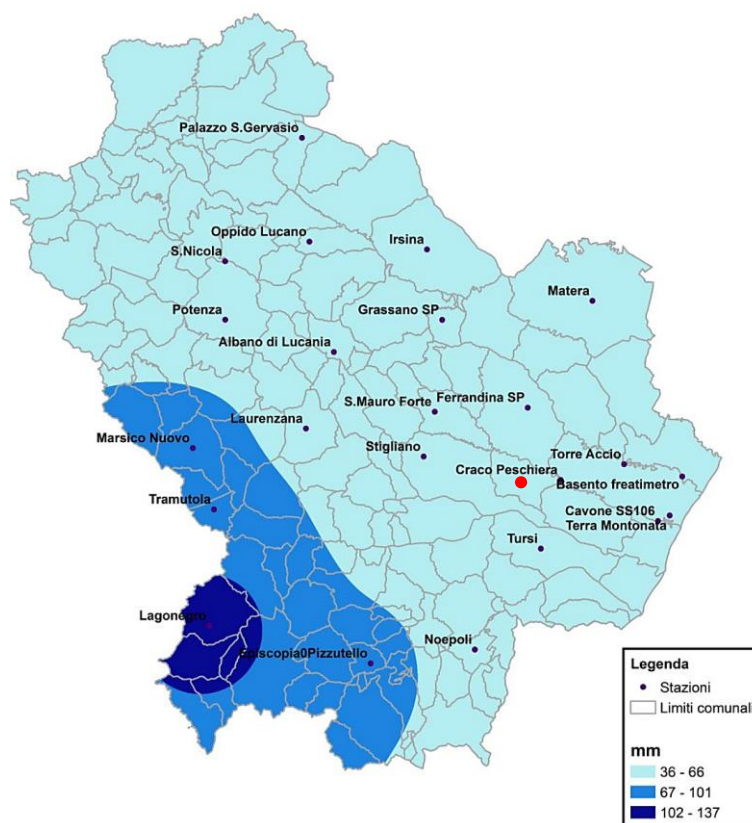 Palazzo S.Gervasio
Oppido Lucano
Irsina
S.Nicola
Matera
Potenza
Grassano SP
Albano di Lucania
S.Mauro Forte
Ferrandina SP
Laurenzana
Marsico Nuovo
Stigliano
Torre Accio
Craco Peschiera
Basento freatimetro
Tramutola
Cavone SS106
Terra Montonata
Tursi
Lagonegro
Noepoli
Episcopia0Pizzutello
Legenda
Stazioni
Limiti comunali
mm
36 - 66
67 - 101
102 - 137